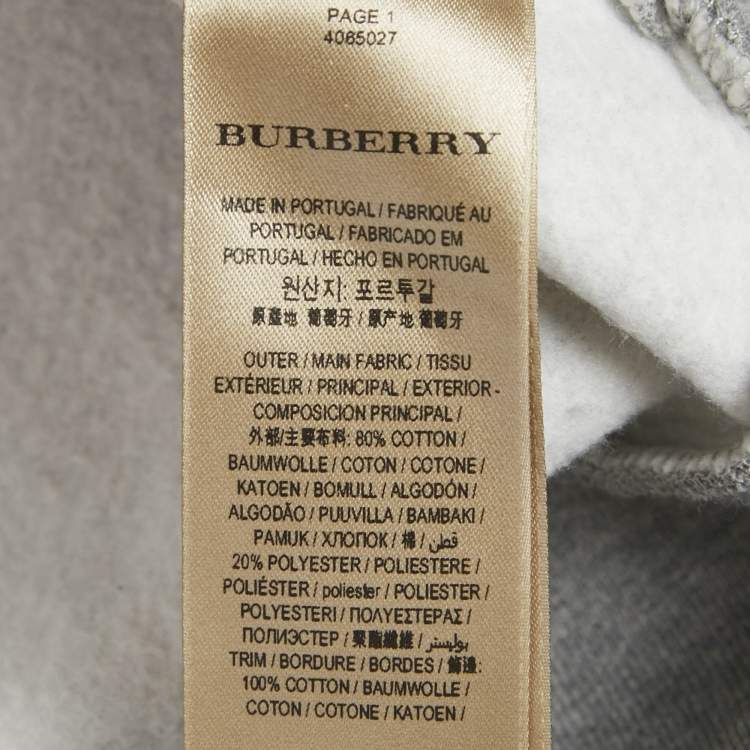 PAGE 1
4065027
BURBERRY
MADE IN PORTUGAL / FABRIQUÉ AU
PORTUGAL / FABRICADO EM
PORTUGAL / HECHO EN PORTUGAL
원산지: 포르투갈
原產地 葡萄牙 / 原产地 葡萄牙
OUTER / MAIN FABRIC / TISSU
EXTÉRIEUR / PRINCIPAL / EXTERIOR -
COMPOSICION PRINCIPAL /
外部/主要布料: 80% COTTON /
BAUMWOLLE / COTON / COTONE /
KATOEN / BOMULL / ALGODÓN /
ALGODÃO / PUUVILLA / BAMBAKI /
PAMUK / ХЛОПОК / 棉 / قطن
20% POLYESTER / POLIESTERE /
POLIÉSTER / poliester / POLIESTER /
POLYESTERI / ΠΟΛΥΕΣΤΕΡΑΣ /
ПОЛИЭСТЕР / 聚酯纖維 / بوليستر
TRIM / BORDURE / BORDES / 飾邊:
100% COTTON / BAUMWOLLE /
COTON / COTONE / KATOEN /